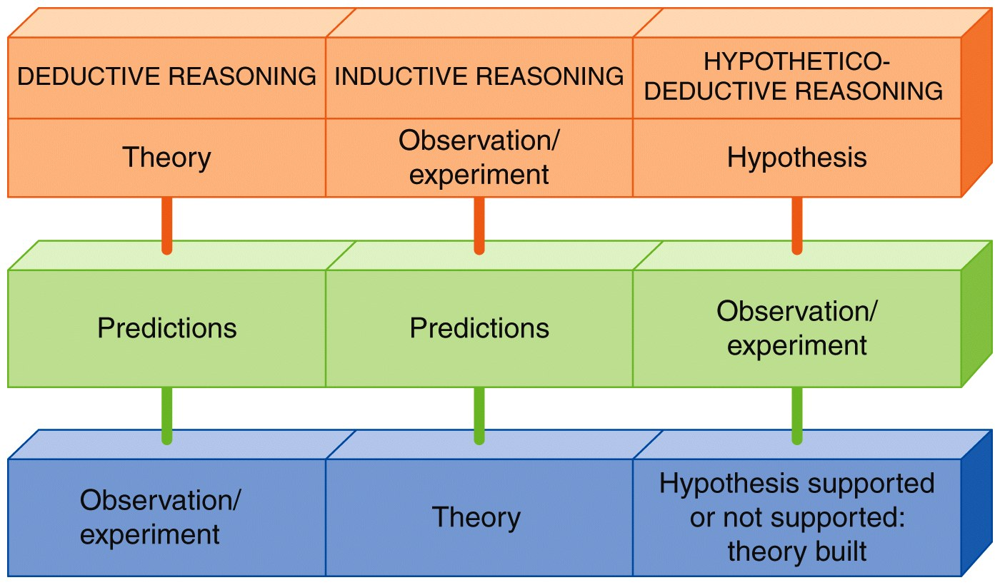 DEDUCTIVE REASONING
INDUCTIVE REASONING
HYPOTHETICO-
DEDUCTIVE REASONING
Theory
Observation/
experiment
Hypothesis
Predictions
Predictions
Observation/
experiment
Observation/
experiment
Theory
Hypothesis supported
or not supported:
theory built